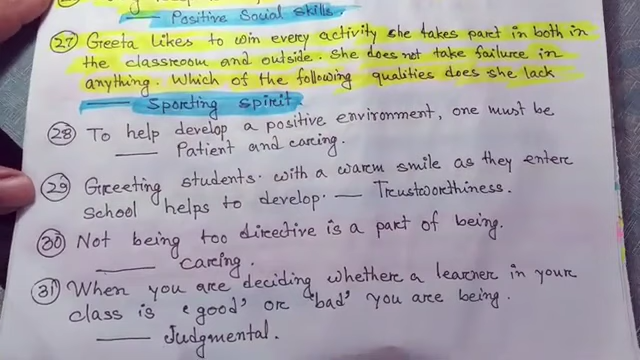 Positive Social Skills.
27 Greeta likes to win every activity she takes part in both in
the classroom and outside. She does not take failure in
anything. Which of the following qualities does she lack
Sporting spirit
28 To help develop a positive environment, one must be
Patient and caring.
29 Greeting students. with a warm smile as they enter
School helps to develop. Trustworthiness.
30 Not being too directive is a part of being.
caring.
31 When you are deciding whether a learner in your
class is 'good' or 'bad' you are being.
Judgmental.